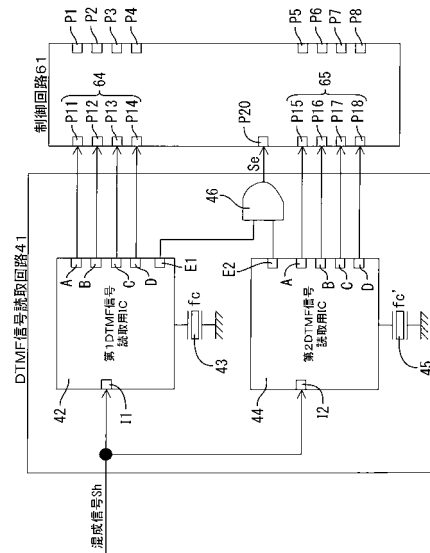 制御回路61
P1
P2
P3
P4
P5
P6
P7
P8
64
P11
P12
P13
P14
P20
65
P15
P16
P17
P18
DTMF信号読取回路41
Se
46
A
B
C
D
E1
第1DTMF信号
読取用IC
42
I1
fc
43
E2
A
B
C
D
第2DTMF信号
読取用IC
44
I2
fc'
45
混成信号Sh